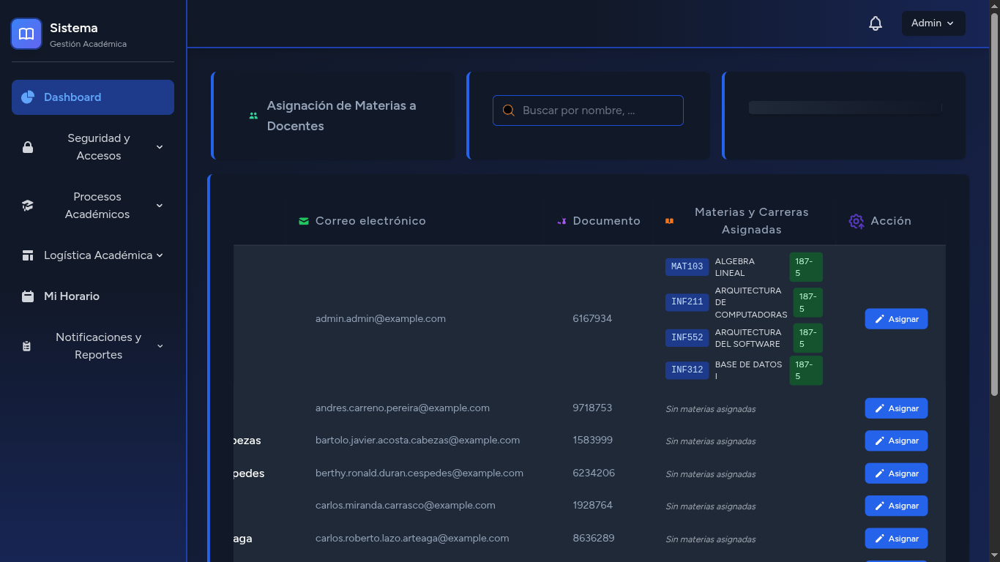 Sistema
Gestión Académica
Admin
Dashboard
Seguridad y
Accesos
Procesos
Académicos
Logística Académica
Mi Horario
Notificaciones y
Reportes
Asignación de Materias a
Docentes
Buscar por nombre, ...
Correo electrónico
Documento
Materias y Carreras
Asignadas
Acción
admin.admin@example.com
6167934
MAT103
ALGEBRA
LINEAL
187-
5
INF211
ARQUITECTURA
DE
COMPUTADORAS
187-
5
INF552
ARQUITECTURA
DEL SOFTWARE
187-
5
INF312
BASE DE DATOS
I
187-
5
Asignar
andres.carreno.pereira@example.com 9718753 Sin materias asignadas Asignar
bezas bartolo.javier.acosta.cabezas@example.com 1583999 Sin materias asignadas Asignar
pedes berthy.ronald.duran.cespedes@example.com 6234206 Sin materias asignadas Asignar
carlos.miranda.carrasco@example.com 1928764 Sin materias asignadas Asignar
aga carlos.roberto.lazo.arteaga@example.com 8636289 Sin materias asignadas Asignar